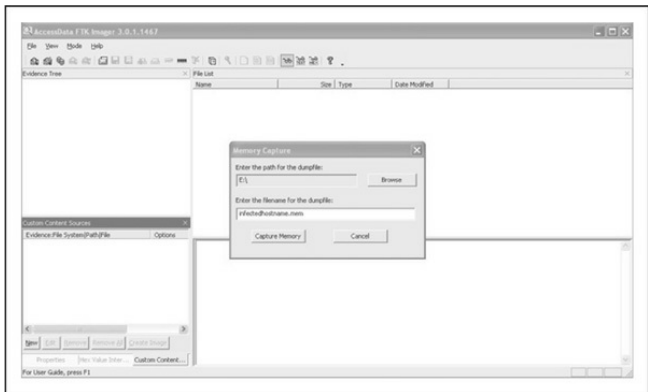 AccessData FTK Imager 3.0.1.1467
File View Mode Help
Evidence Tree
File List
Name Size Type Date Modified
Memory Capture
Enter the path for the dumpfile:
E:\
Browse
Enter the filename for the dumpfile:
infectedhostname.mem
Capture Memory Cancel
Custom Content Sources
Evidence:File System|Path|File Options
New Edit Remove Remove All Create Image
Properties Hex Value Inter... Custom Content...
For User Guide, press F1